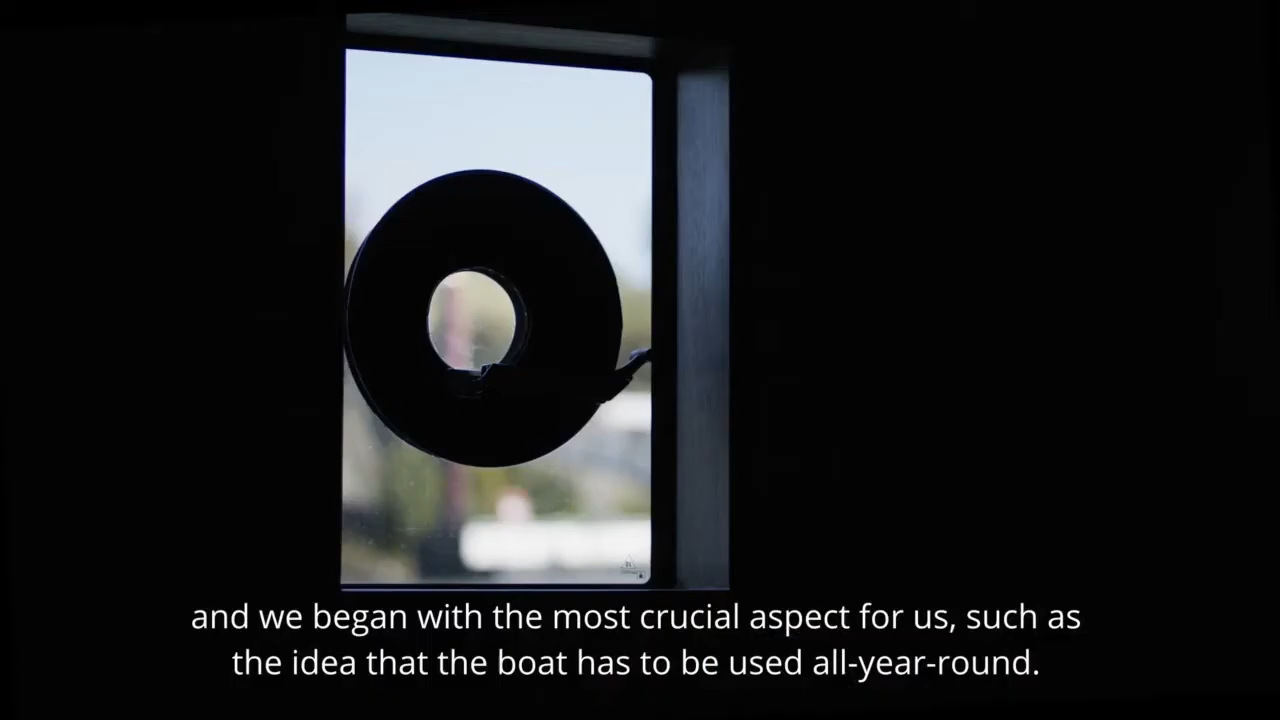 and we began with the most crucial aspect for us, such as
the idea that the boat has to be used all-year-round.